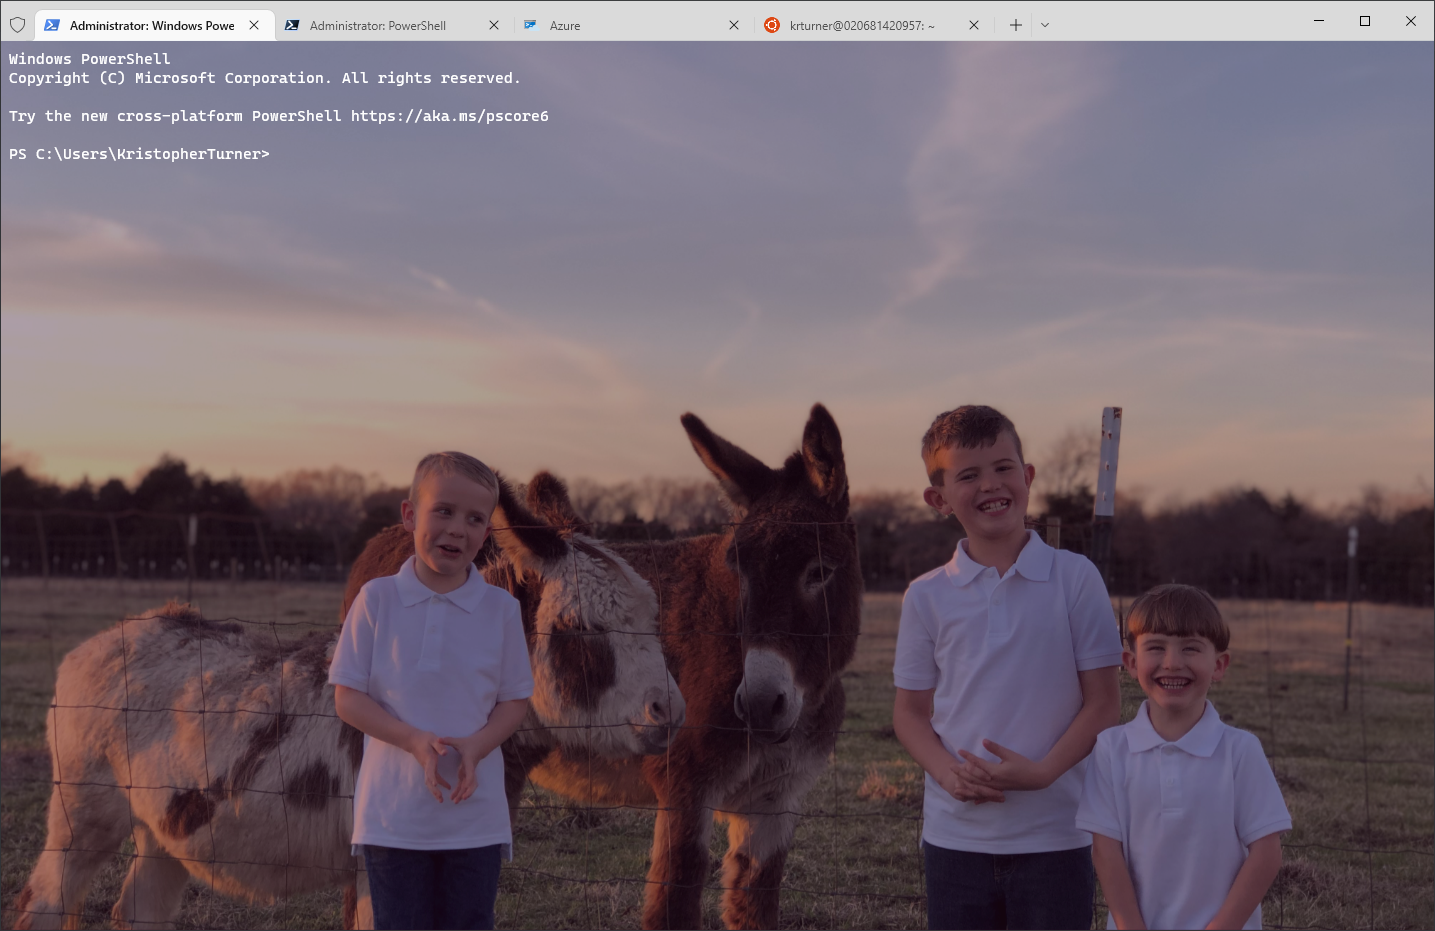 Administrator: Windows Powe
Administrator: PowerShell
Azure
krturner@020681420957: ~
Windows PowerShell
Copyright (C) Microsoft Corporation. All rights reserved.
Try the new cross-platform PowerShell https://aka.ms/pscore6
PS C:\Users\KristopherTurner>